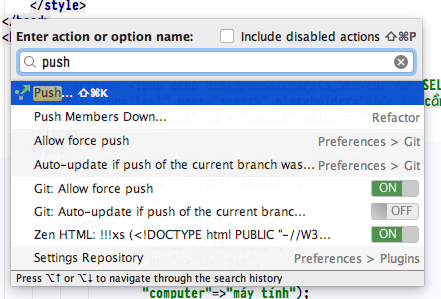 </style>
Enter action or option name: Include disabled actions ⇧⌘P
push
Push... ⇧⌘K
Push Members Down... Refactor
Allow force push Preferences > Git
Auto-update if push of the current branch was... Preferences > Git
Git: Allow force push ON
Git: Auto-update if push of the current branc... OFF
Zen HTML: !!!xs (<!DOCTYPE html PUBLIC "-//W3... ON
Settings Repository Preferences > Plugins
Press ⌥↑ or ⌥↓ to navigate through the search history
"computer"=>"máy tính");